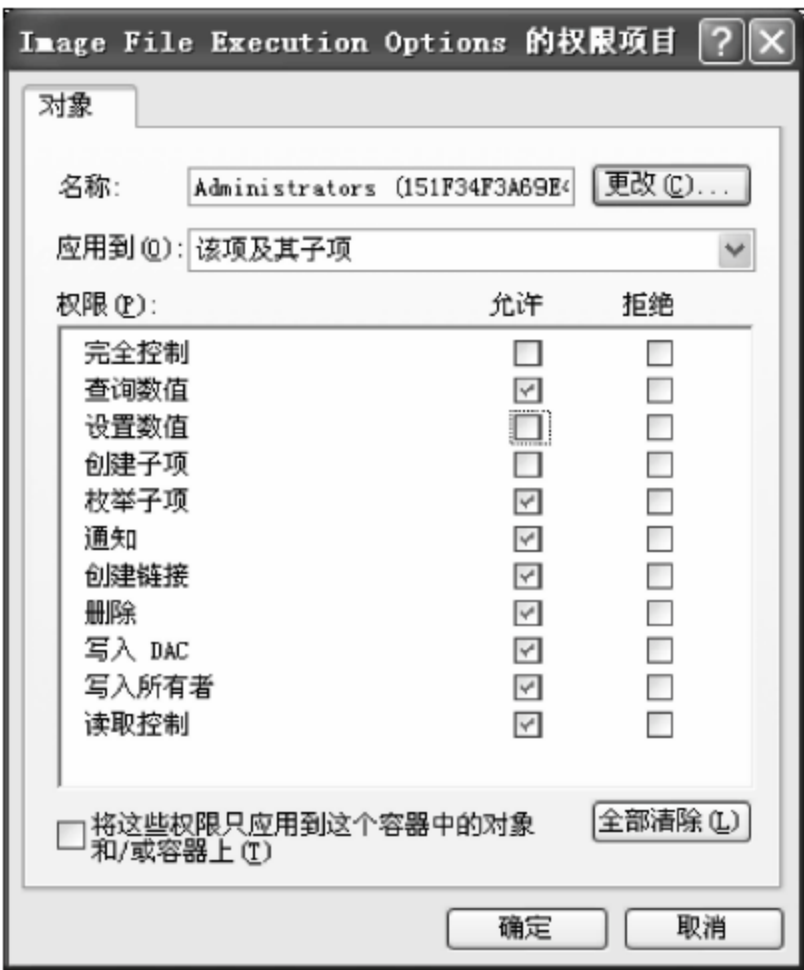 Image File Execution Options 的权限项目
对象
名称: Administrators (151F34F3A69E4 更改(C)...
应用到(O): 该项及其子项
权限(P): 允许 拒绝
完全控制
查询数值
设置数值
创建子项
枚举子项
通知
创建链接
删除
写入 DAC
写入所有者
读取控制
将这些权限只应用到这个容器中的对象
和/或容器上(T)
全部清除(L)
确定 取消